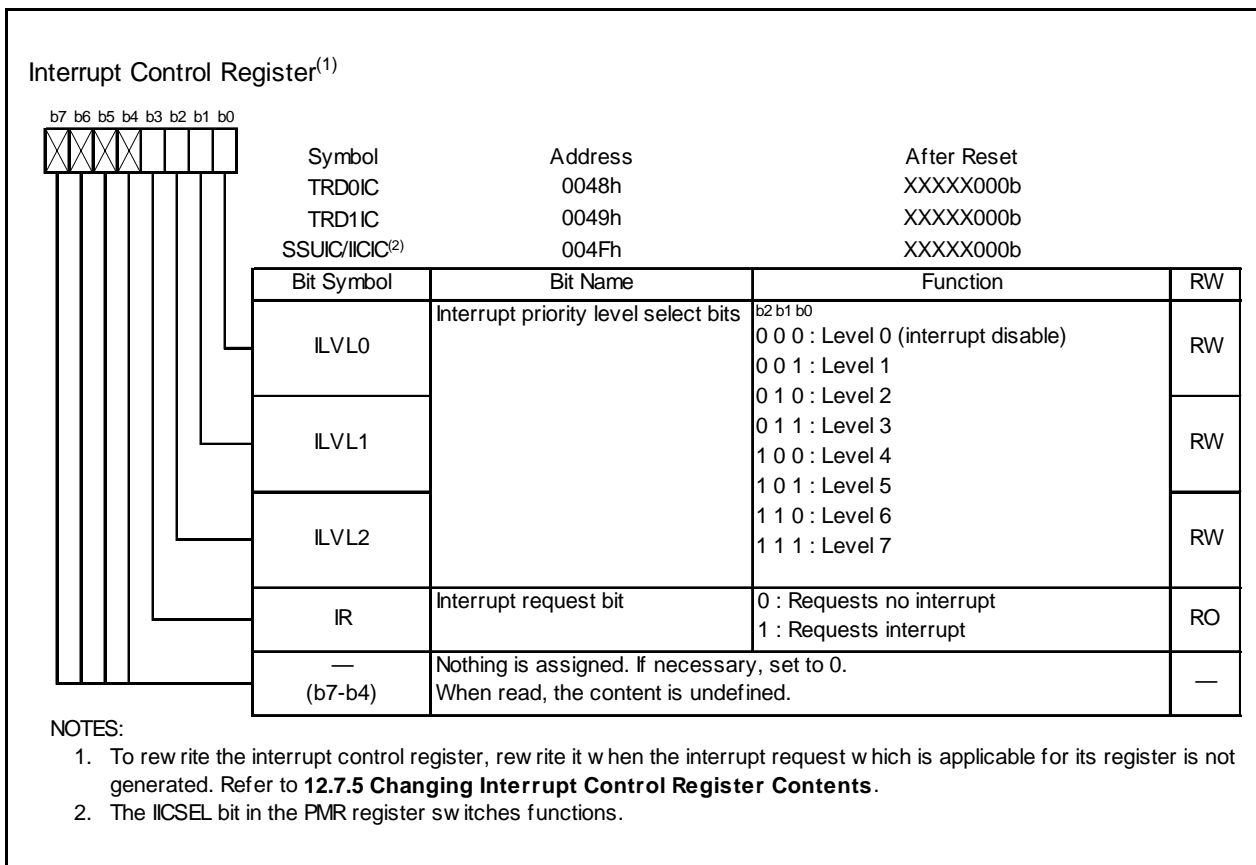 Interrupt Control Register(1)
b7 b6 b5 b4 b3 b2 b1 b0
Symbol Address After Reset
TRD0IC 0048h XXXXX000b
TRD1IC 0049h XXXXX000b
SSUIC/IICIC(2) 004Fh XXXXX000b
Bit Symbol Bit Name Function RW
ILVL0 Interrupt priority level select bits b2 b1 b0
0 0 0 : Level 0 (interrupt disable) RW
0 0 1 : Level 1
0 1 0 : Level 2
ILVL1 0 1 1 : Level 3 RW
1 0 0 : Level 4
1 0 1 : Level 5
ILVL2 1 1 0 : Level 6 RW
1 1 1 : Level 7
IR Interrupt request bit 0 : Requests no interrupt RO
1 : Requests interrupt
— Nothing is assigned. If necessary, set to 0. —
(b7-b4) When read, the content is undefined.
NOTES:
1. To rew rite the interrupt control register, rew rite it w hen the interrupt request w hich is applicable for its register is not
generated. Refer to 12.7.5 Changing Interrupt Control Register Contents.
2. The IICSEL bit in the PMR register sw itches functions.